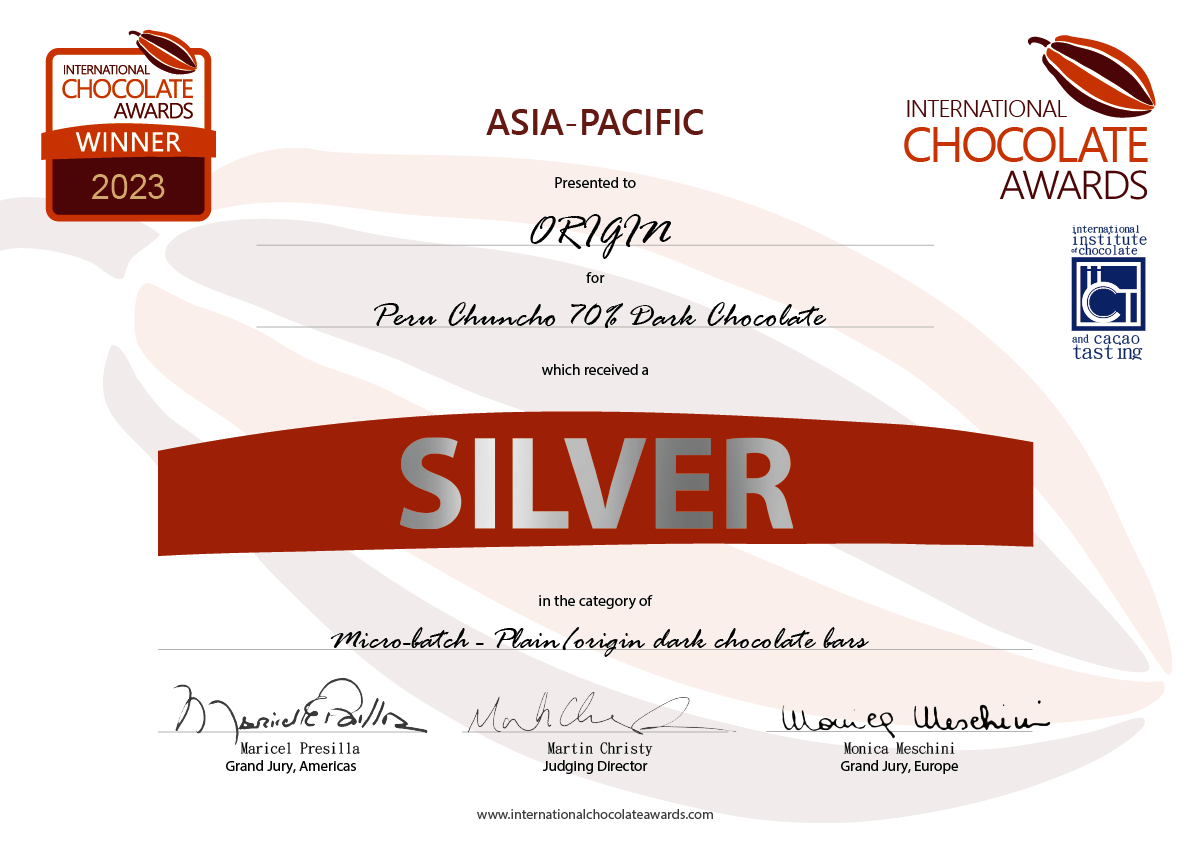 INTERNATIONAL
CHOCOLATE
AWARDS
WINNER
2023
ASIA-PACIFIC
INTERNATIONAL
CHOCOLATE
AWARDS
international
institute
of chocolate
IICT
and cacao
tasting
Presented to
ORIGIN
for
Peru Chuncho 70% Dark Chocolate
which received a
SILVER
in the category of
Micro-batch - Plain/origin dark chocolate bars
Maricel Presilla
Grand Jury, Americas
Martin Christy
Judging Director
Monica Meschini
Monica Meschini
Grand Jury, Europe
www.internationalchocolateawards.com